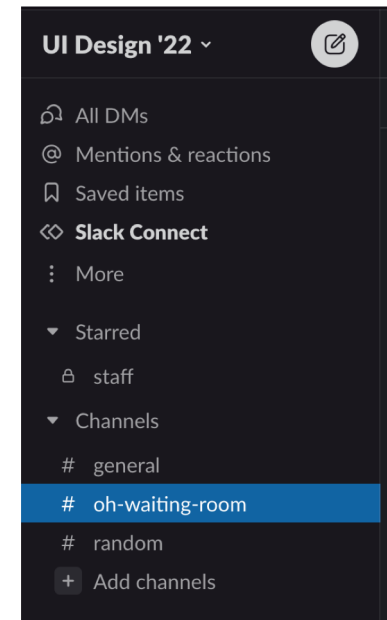 UI Design '22
All DMs
@ Mentions & reactions
Saved items
Slack Connect
More
Starred
staff
Channels
# general
# oh-waiting-room
# random
+ Add channels